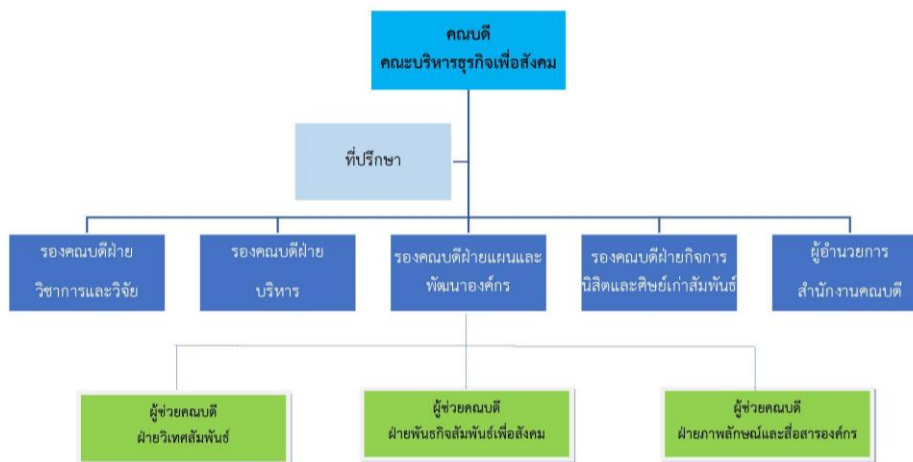 คณบดี
คณะบริหารธุรกิจเพื่อสังคม
ที่ปรึกษา
รองคณบดีฝ่าย
วิชาการและวิจัย
รองคณบดีฝ่าย
บริหาร
รองคณบดีฝ่ายแผนและ
พัฒนาองค์กร
รองคณบดีฝ่ายกิจการ
นิสิตและศิษย์เก่าสัมพันธ์
ผู้อำนวยการ
สำนักงานคณบดี
ผู้ช่วยคณบดี
ฝ่ายวิเทศสัมพันธ์
ผู้ช่วยคณบดี
ฝ่ายพันธกิจสัมพันธ์เพื่อสังคม
ผู้ช่วยคณบดี
ฝ่ายภาพลักษณ์และสื่อสารองค์กร